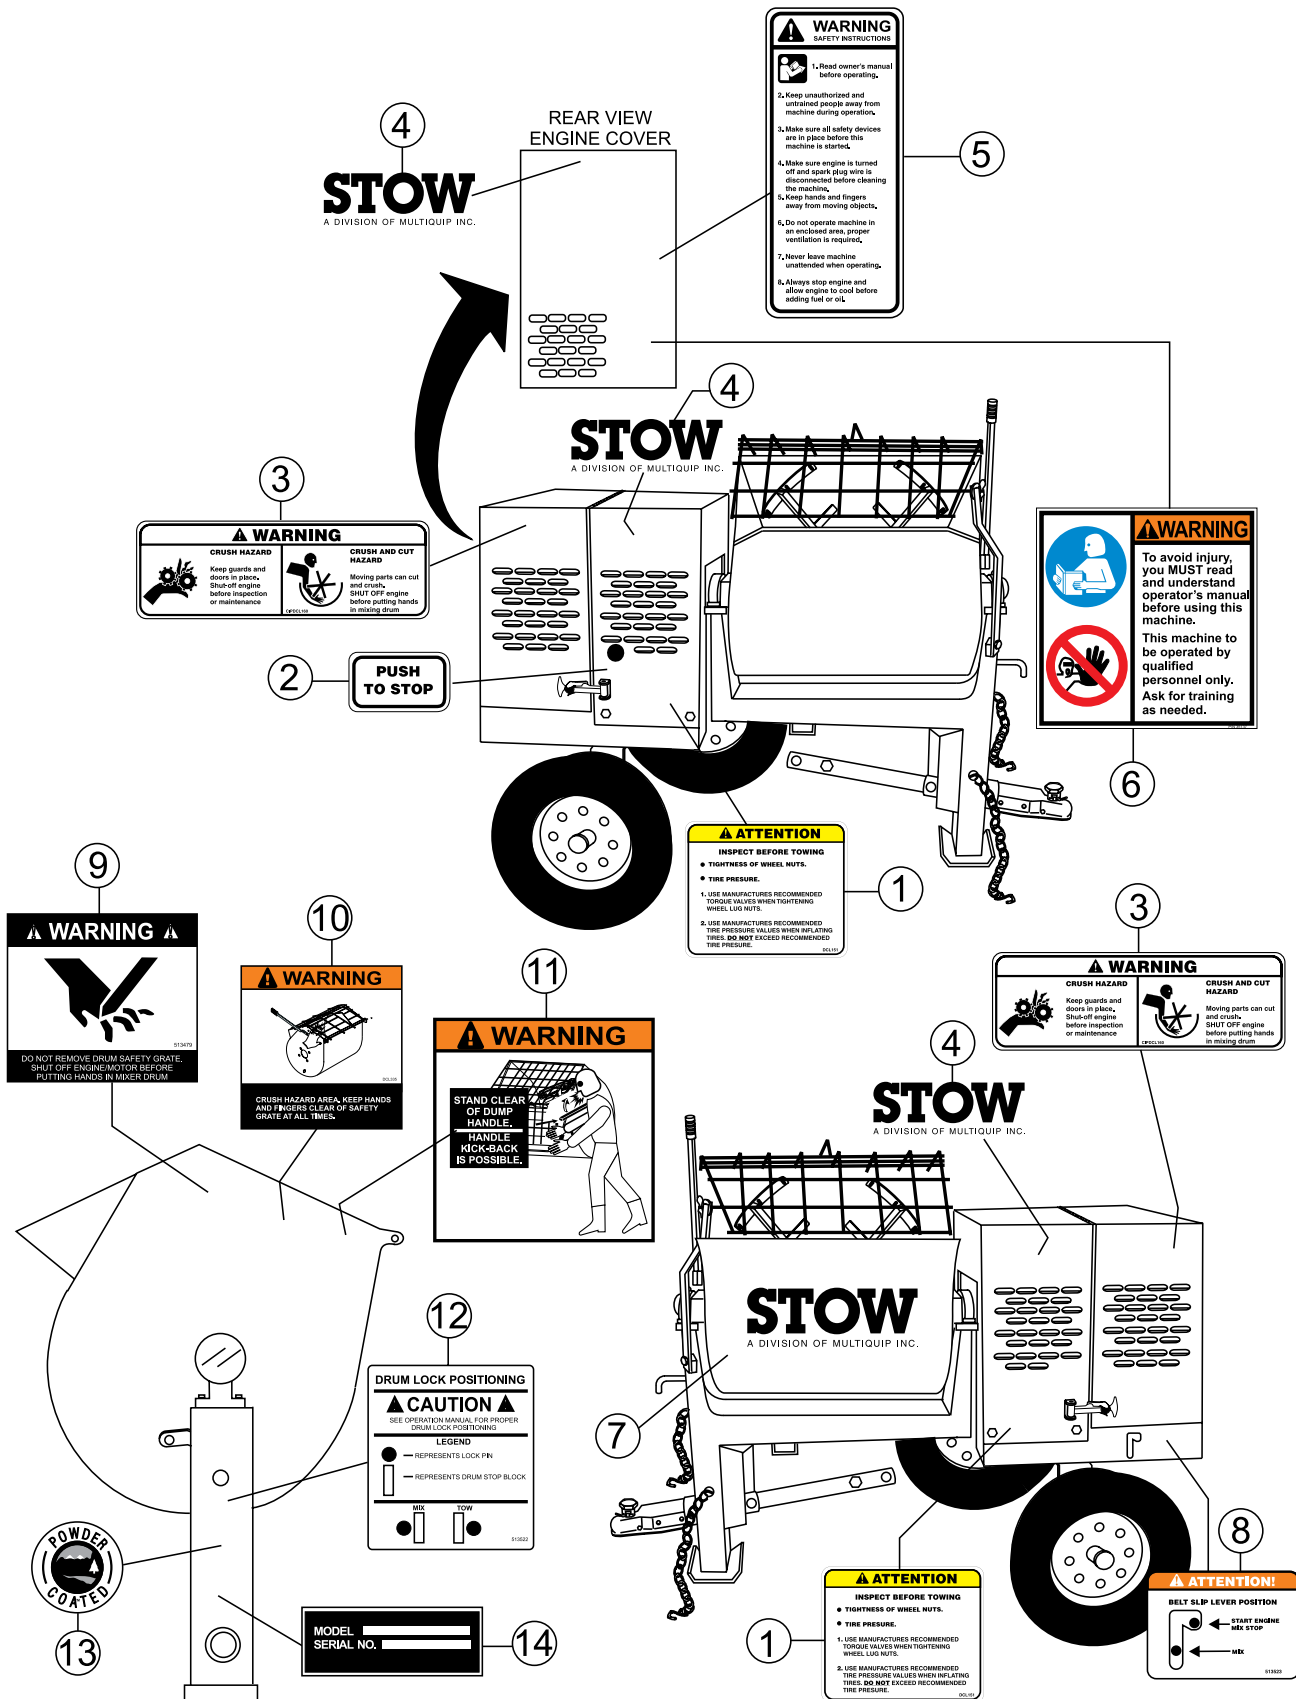 WARNING
SAFETY INSTRUCTIONS
1. Read owner's manual
before operating.
2. Keep unauthorized and
untrained people away from
machine during operation.
3. Make sure all safety devices
are in place before this
machine is started.
4. Make sure engine is turned
off and spark plug wire is
disconnected before cleaning
the machine.
5. Keep hands and fingers
away from moving objects.
6. Do not operate machine in
an enclosed area, proper
ventilation is required.
7. Never leave machine
unattended when operating.
8. Always stop engine and
allow engine to cool before
adding fuel or oil.
5
4
REAR VIEW
ENGINE COVER
STOW
A DIVISION OF MULTIQUIP INC.
4
STOW
A DIVISION OF MULTIQUIP INC.
3
WARNING
CRUSH HAZARD
Keep guards and
doors in place.
Shut-off engine
before inspection
or maintenance
CRUSH AND CUT
HAZARD
Moving parts can cut
and crush.
SHUT OFF engine
before putting hands
in mixing drum
2
PUSH
TO STOP
WARNING
To avoid injury,
you MUST read
and understand
operator's manual
before using this
machine.
This machine to
be operated by
qualified
personnel only.
Ask for training
as needed.
6
ATTENTION
INSPECT BEFORE TOWING
● TIGHTNESS OF WHEEL NUTS.
● TIRE PRESURE.
1. USE MANUFACTURES RECOMMENDED
TORQUE VALVES WHEN TIGHTENING
WHEEL LUG NUTS.
2. USE MANUFACTURES RECOMMENDED
TIRE PRESSURE VALUES WHEN INFLATING
TIRES. DO NOT EXCEED RECOMMENDED
TIRE PRESURE.
DCL151
1
9
WARNING
513479
DO NOT REMOVE DRUM SAFETY GRATE.
SHUT OFF ENGINE/MOTOR BEFORE
PUTTING HANDS IN MIXER DRUM
10
WARNING
CRUSH HAZARD AREA, KEEP HANDS
AND FINGERS CLEAR OF SAFETY
GRATE AT ALL TIMES.
11
WARNING
STAND CLEAR
OF DUMP
HANDLE.
HANDLE
KICK-BACK
IS POSSIBLE.
3
WARNING
CRUSH HAZARD
Keep guards and
doors in place.
Shut-off engine
before inspection
or maintenance
CRUSH AND CUT
HAZARD
Moving parts can cut
and crush.
SHUT OFF engine
before putting hands
in mixing drum
4
STOW
A DIVISION OF MULTIQUIP INC.
STOW
A DIVISION OF MULTIQUIP INC.
7
12
DRUM LOCK POSITIONING
CAUTION
SEE OPERATION MANUAL FOR PROPER
DRUM LOCK POSITIONING
LEGEND
— REPRESENTS LOCK PIN
— REPRESENTS DRUM STOP BLOCK
MIX TOW
513522
POWDER
COATED
13
MODEL
SERIAL NO.
14
1
ATTENTION
INSPECT BEFORE TOWING
● TIGHTNESS OF WHEEL NUTS.
● TIRE PRESURE.
1. USE MANUFACTURES RECOMMENDED
TORQUE VALVES WHEN TIGHTENING
WHEEL LUG NUTS.
2. USE MANUFACTURES RECOMMENDED
TIRE PRESSURE VALUES WHEN INFLATING
TIRES. DO NOT EXCEED RECOMMENDED
TIRE PRESURE.
DCL151
8
ATTENTION!
BELT SLIP LEVER POSITION
START ENGINE
MIX STOP
MIX
513523